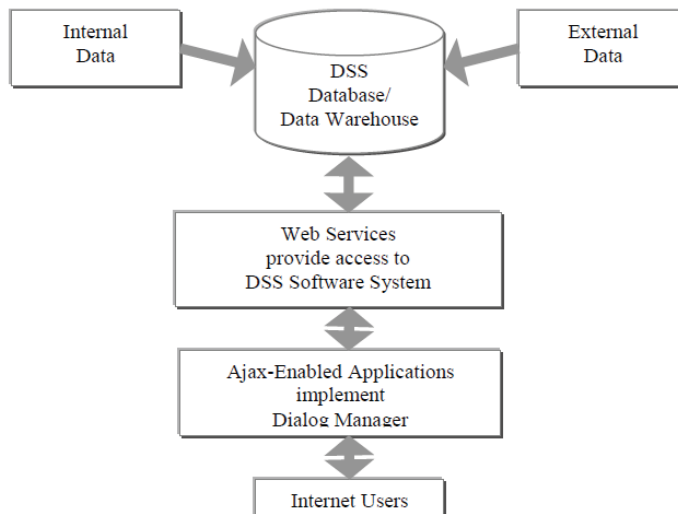 Internal
Data
DSS
Database/
Data Warehouse
External
Data
Web Services
provide access to
DSS Software System
Ajax-Enabled Applications
implement
Dialog Manager
Internet Users